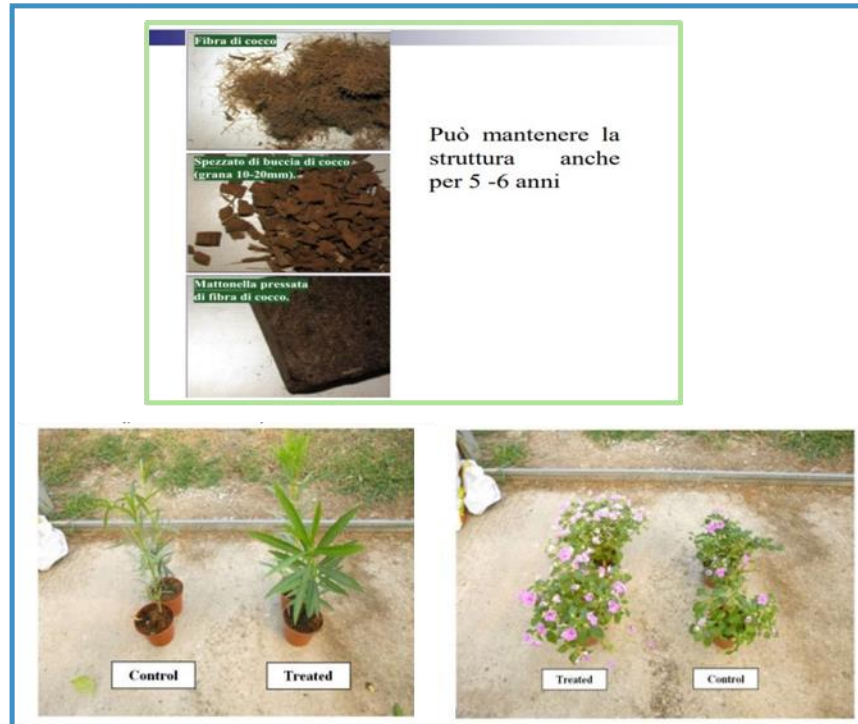 Fibra di cocco
Spezzato di buccia di cocco
(grana 10-20mm).
Mattonella pressata
di fibra di cocco.
Può mantenere la
struttura anche
per 5 -6 anni
Control
Treated
Treated
Control